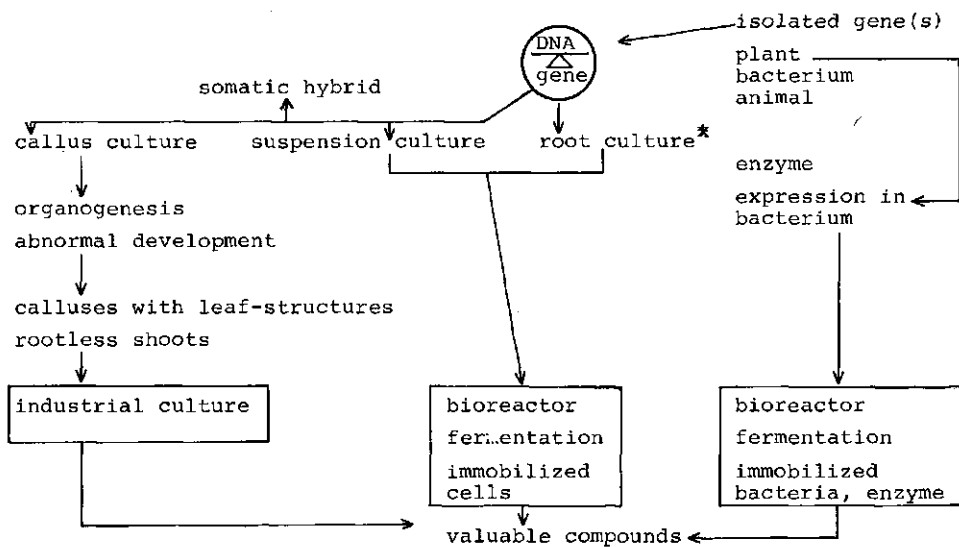 isolated gene(s)
DNA
gene
plant
bacterium
animal
somatic hybrid
callus culture
suspension culture
root culture*
enzyme
expression in
bacterium
organogenesis
abnormal development
calluses with leaf-structures
rootless shoots
industrial culture
bioreactor
fer…entation
immobilized
cells
bioreactor
fermentation
immobilized
bacteria, enzyme
valuable compounds